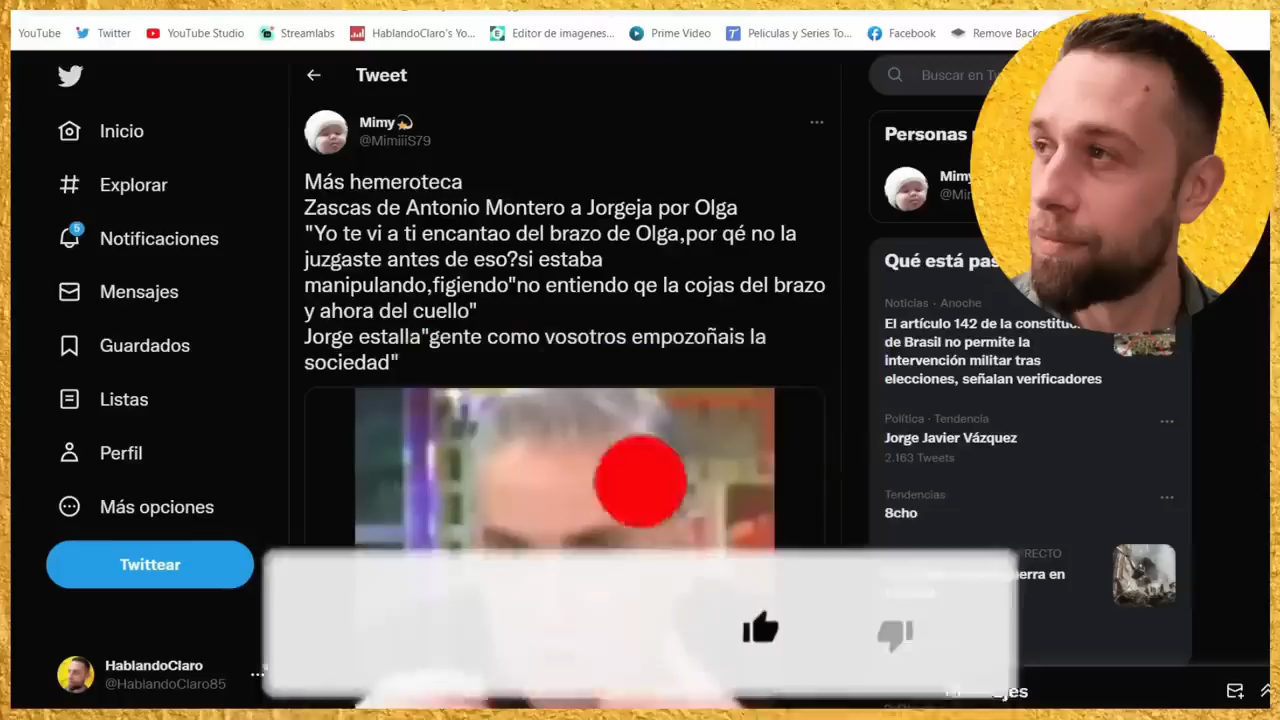 YouTube
Twitter
YouTube Studio
Streamlabs
HablandoClaro's Yo...
Editor de imagenes...
Prime Video
Peliculas y Series To...
Facebook
Remove
Inicio
Explorar
5
Notificaciones
Mensajes
Guardados
Listas
Perfil
Más opciones
Twittear
HablandoClaro
@HablandoClaro85
Tweet
Mimy
@MimiiiS79
Más hemeroteca
Zascas de Antonio Montero a Jorgeja por Olga
"Yo te vi a ti encantao del brazo de Olga,por qé no la
juzgaste antes de eso?si estaba
manipulando,figiendo"no entiendo qe la cojas del brazo
y ahora del cuello"
Jorge estalla"gente como vosotros empozoñais la
sociedad"
Buscar en
Personas
Mimy
Qué está
Noticias · Anoche
El artículo 142 de la
de Brasil no permite la
intervención militar tras
elecciones, señalan verificadores
Política · Tendencia
Jorge Javier Vázquez
2.163 Tweets
Tendencias
8cho
en